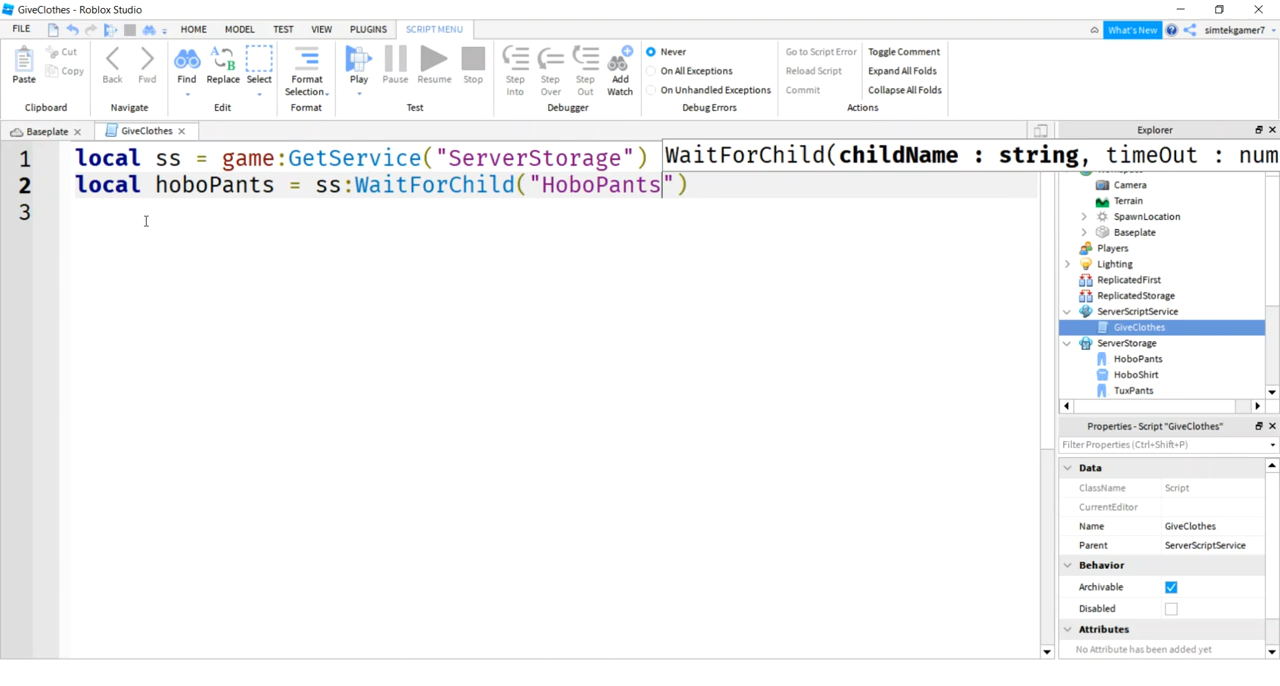 GiveClothes - Roblox Studio
FILE HOME MODEL TEST VIEW PLUGINS SCRIPT MENU What's New simtekgamer7
Paste Cut Copy Back Fwd Find Replace Select Format Selection Play Pause Resume Stop Step Into Step Over Step Out Add Watch Never On All Exceptions On Unhandled Exceptions Go to Script Error Reload Script Commit Toggle Comment Expand All Folds Collapse All Folds
Clipboard Navigate Edit Format Test Debugger Debug Errors Actions
Baseplate GiveClothes
1 local ss = game:GetService("ServerStorage") WaitForChild(childName : string, timeOut : num
2 local hoboPants = ss:WaitForChild("HoboPants")
3
Explorer
Camera
Terrain
SpawnLocation
Baseplate
Players
Lighting
ReplicatedFirst
ReplicatedStorage
ServerScriptService
GiveClothes
ServerStorage
HoboPants
HoboShirt
TuxPants
Properties - Script "GiveClothes"
Filter Properties (Ctrl+Shift+P)
Data
ClassName Script
CurrentEditor
Name GiveClothes
Parent ServerScriptService
Behavior
Archivable
Disabled
Attributes
No Attribute has been added yet